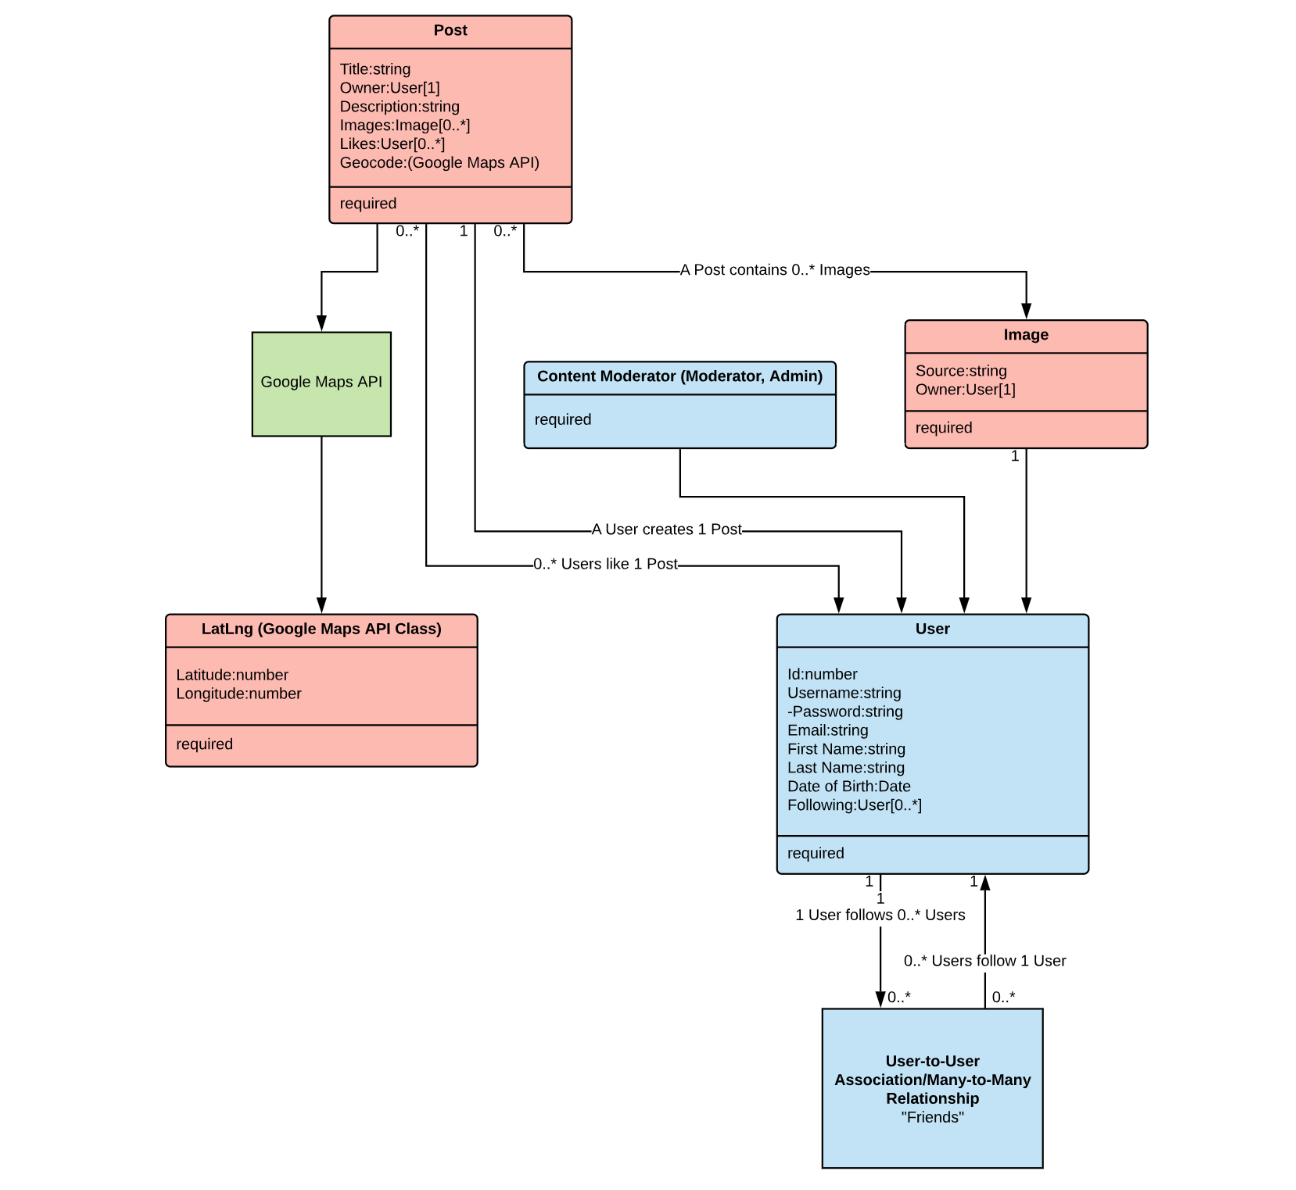 Post
Title:string
Owner:User[1]
Description:string
Images:Image[0..*]
Likes:User[0..*]
Geocode:(Google Maps API)
required
0..*
1
0..*
A Post contains 0..* Images
Google Maps API
Content Moderator (Moderator, Admin)
required
Image
Source:string
Owner:User[1]
required
1
A User creates 1 Post
0..* Users like 1 Post
LatLng (Google Maps API Class)
Latitude:number
Longitude:number
required
User
Id:number
Username:string
-Password:string
Email:string
First Name:string
Last Name:string
Date of Birth:Date
Following:User[0..*]
required
1
1
1
1 User follows 0..* Users
0..* Users follow 1 User
0..*
0..*
User-to-User
Association/Many-to-Many
Relationship
"Friends"